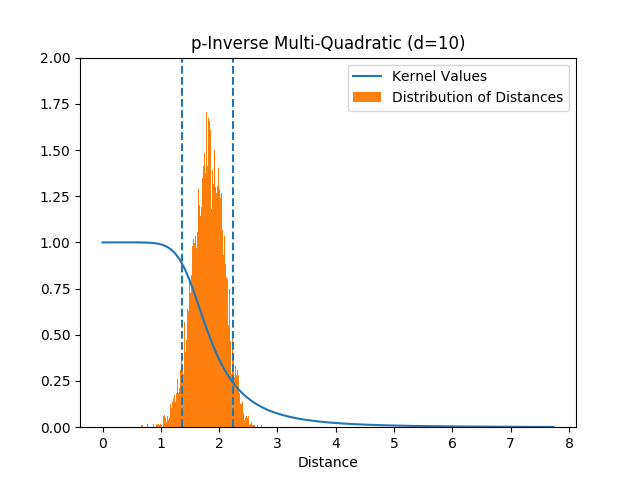 p-Inverse Multi-Quadratic (d=10)
Kernel Values
Distribution of Distances
2.00
1.75
1.50
1.25
1.00
0.75
0.50
0.25
0.00
0 1 2 3 4 5 6 7 8
Distance